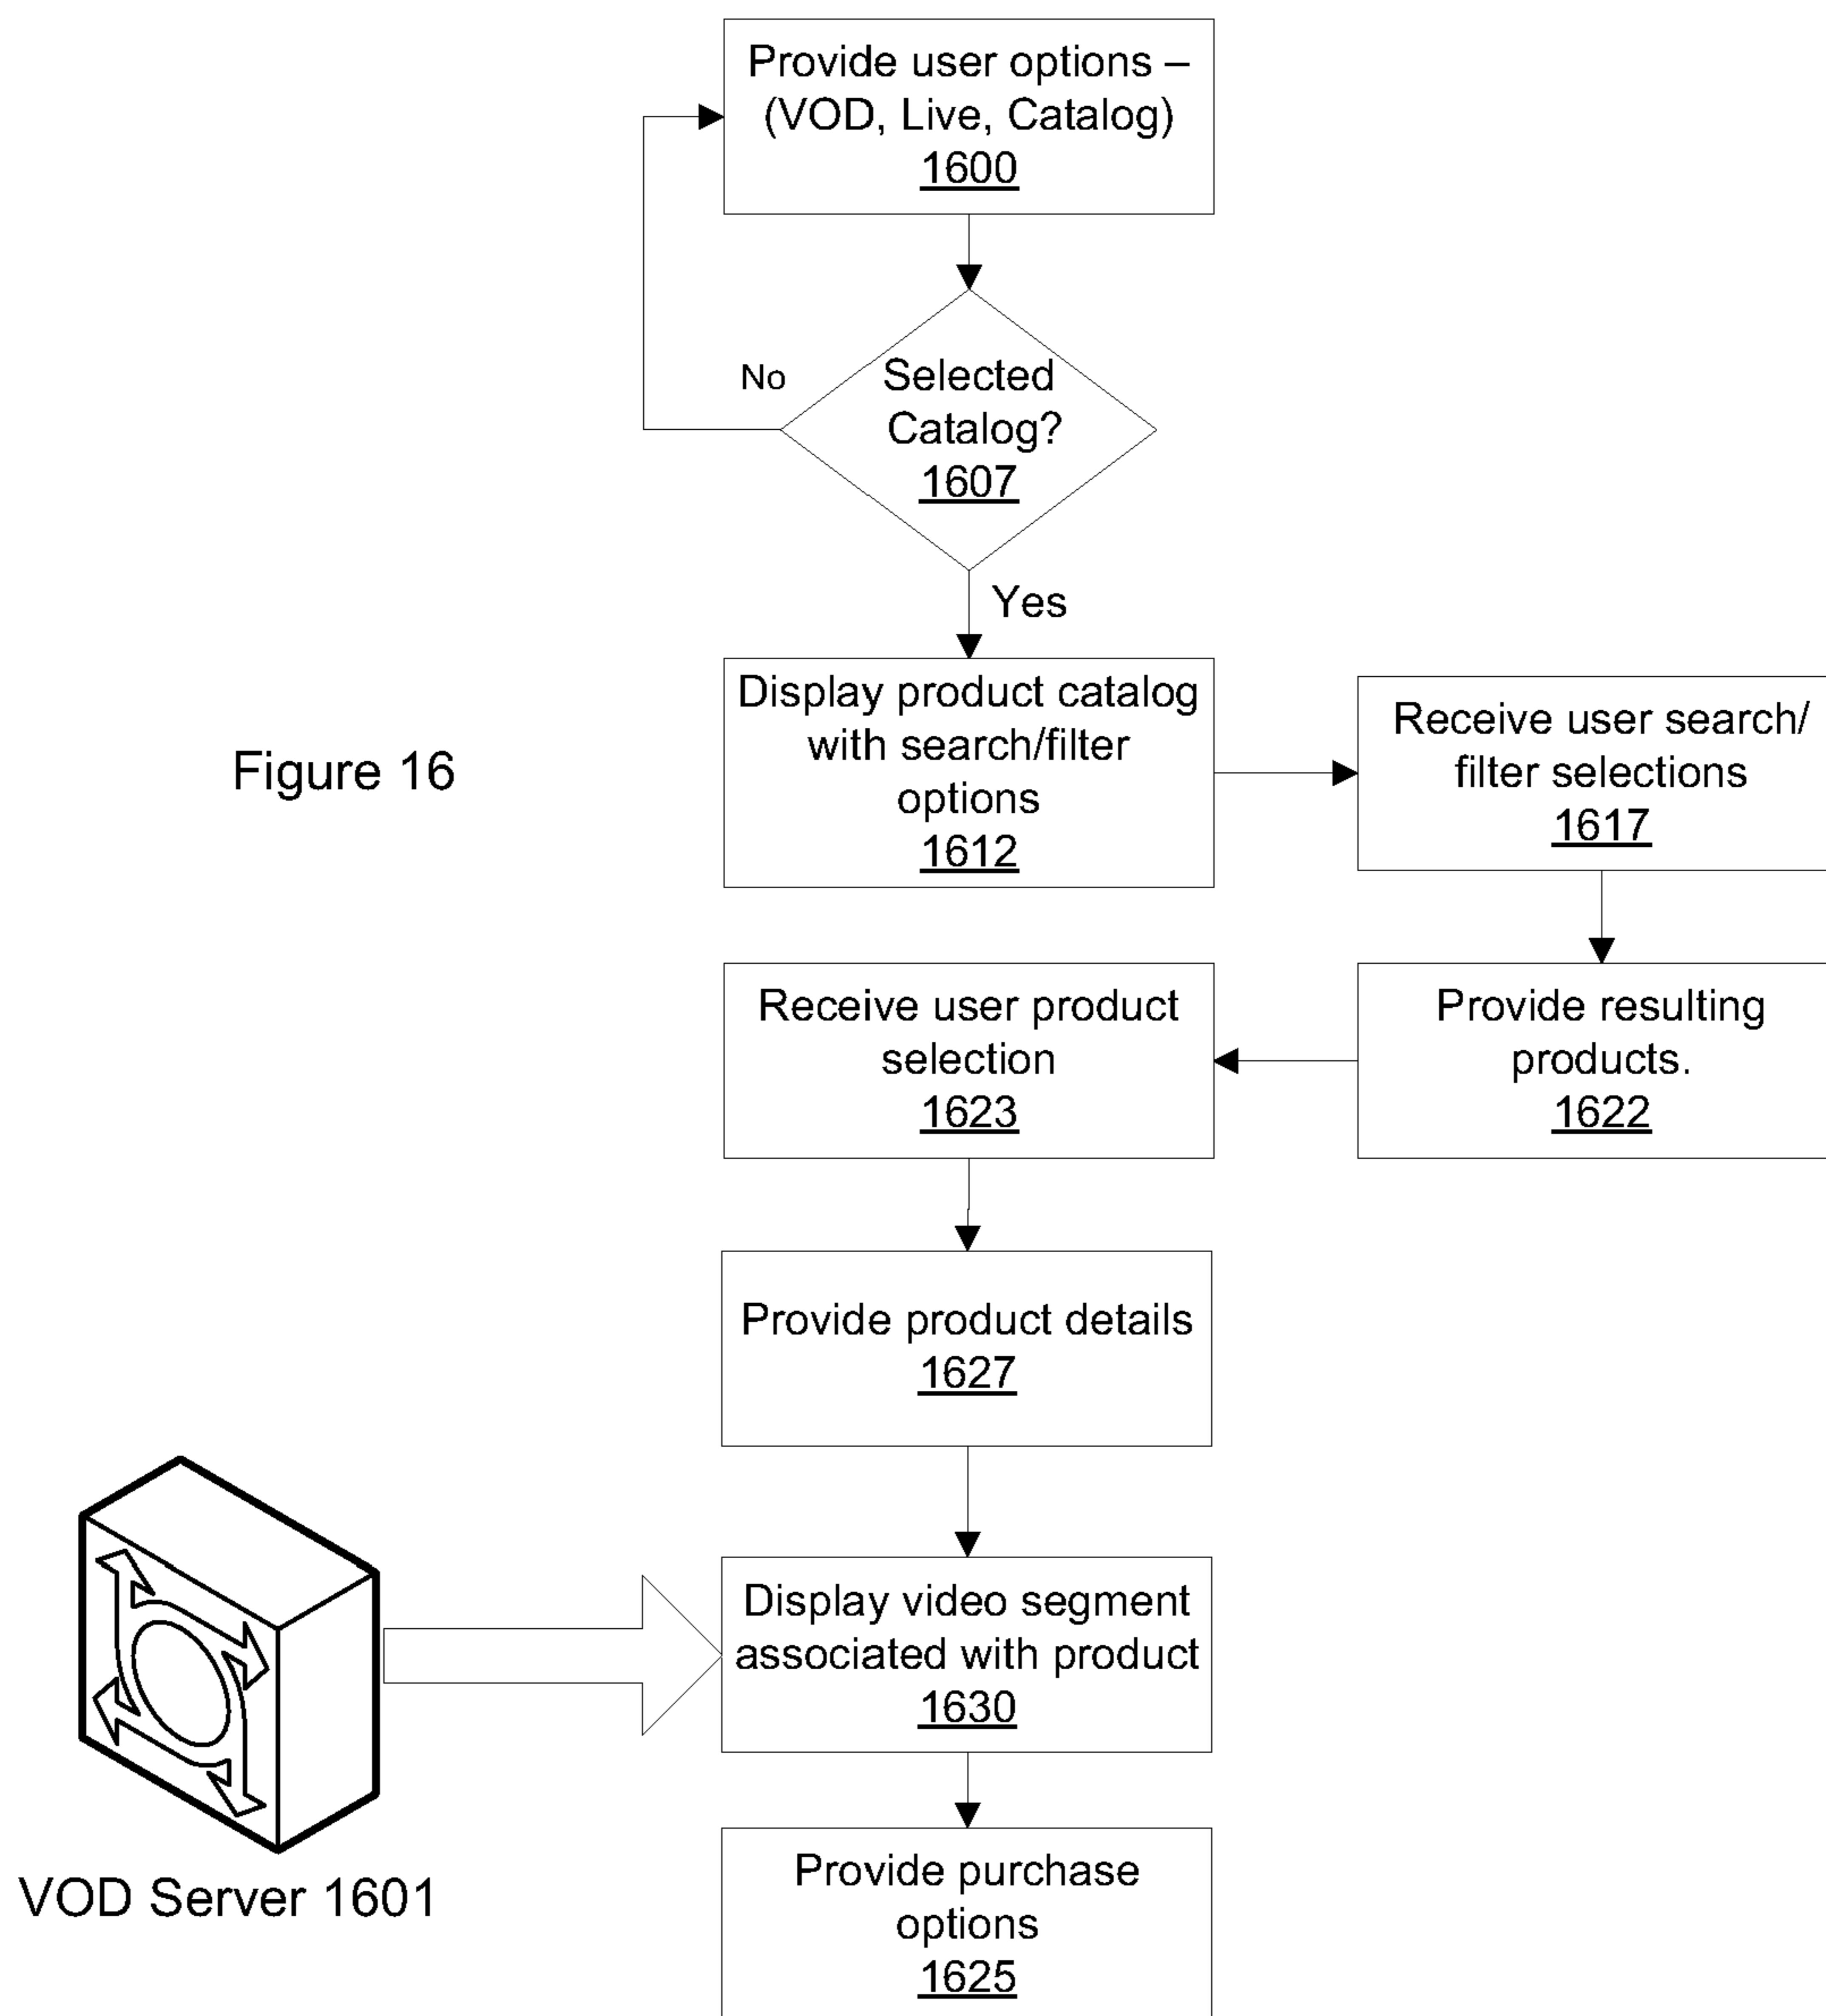 Provide user options –
(VOD, Live, Catalog)
1600
No
Selected
Catalog?
1607
Yes
Display product catalog
with search/filter
options
1612
Receive user search/
filter selections
1617
Figure 16
Receive user product
selection
1623
Provide resulting
products.
1622
Provide product details
1627
Display video segment
associated with product
1630
VOD Server 1601
Provide purchase
options
1625